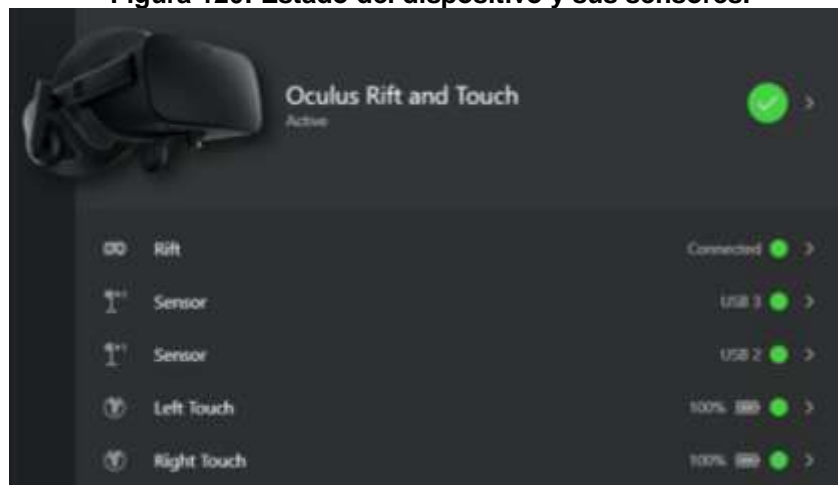 Figura 120. Estado del dispositivo y sus sensores.
Oculus Rift and Touch
Active
Rift Connected
Sensor USB 3
Sensor USB 2
Left Touch 100%
Right Touch 100%